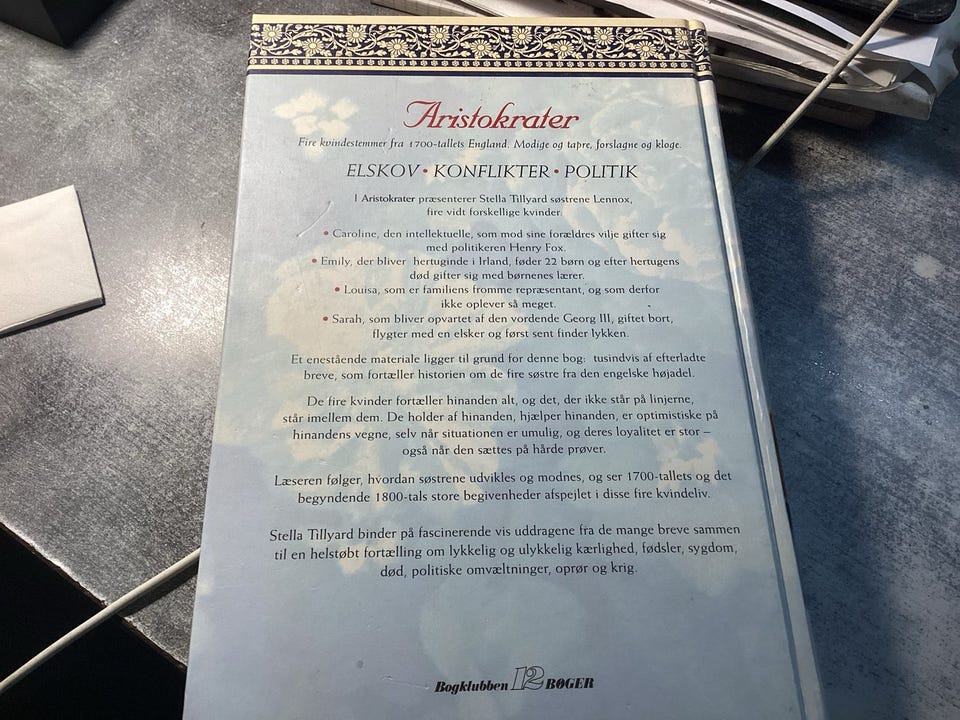 Aristokrater
Fire kvindestemmer fra 1700-tallets England. Modige og tapre, forslagne og kloge.
ELSKOV • KONFLIKTER • POLITIK
I Aristokrater præsenterer Stella Tillyard søstrene Lennox,
fire vidt forskellige kvinder:
• Caroline, den intellektuelle, som mod sine forældres vilje gifter sig
med politikeren Henry Fox.
• Emily, der bliver hertuginde i Irland, føder 22 børn og efter hertugens
død gifter sig med børnenes lærer.
• Louisa, som er familiens fromme repræsentant, og som derfor
ikke oplever så meget.
• Sarah, som bliver opvartet af den vordende Georg III, giftet bort,
flygter med en elsker og først sent finder lykken.
Et enestående materiale ligger til grund for denne bog: tusindvis af efterladte
breve, som fortæller historien om de fire søstre fra den engelske højadel.
De fire kvinder fortæller hinanden alt, og det, der ikke står på linjerne,
står imellem dem. De holder af hinanden, hjælper hinanden, er optimistiske på
hinandens vegne, selv når situationen er umulig, og deres loyalitet er stor –
også når den sættes på hårde prøver.
Læseren følger, hvordan søstrene udvikles og modnes, og ser 1700-tallets og det
begyndende 1800-tals store begivenheder afspejlet i disse fire kvindeliv.
Stella Tillyard binder på fascinerende vis uddragene fra de mange breve sammen
til en helstøbt fortælling om lykkelig og ulykkelig kærlighed, fødsler, sygdom,
død, politiske omvæltninger, oprør og krig.
Bogklubben 12 BØGER